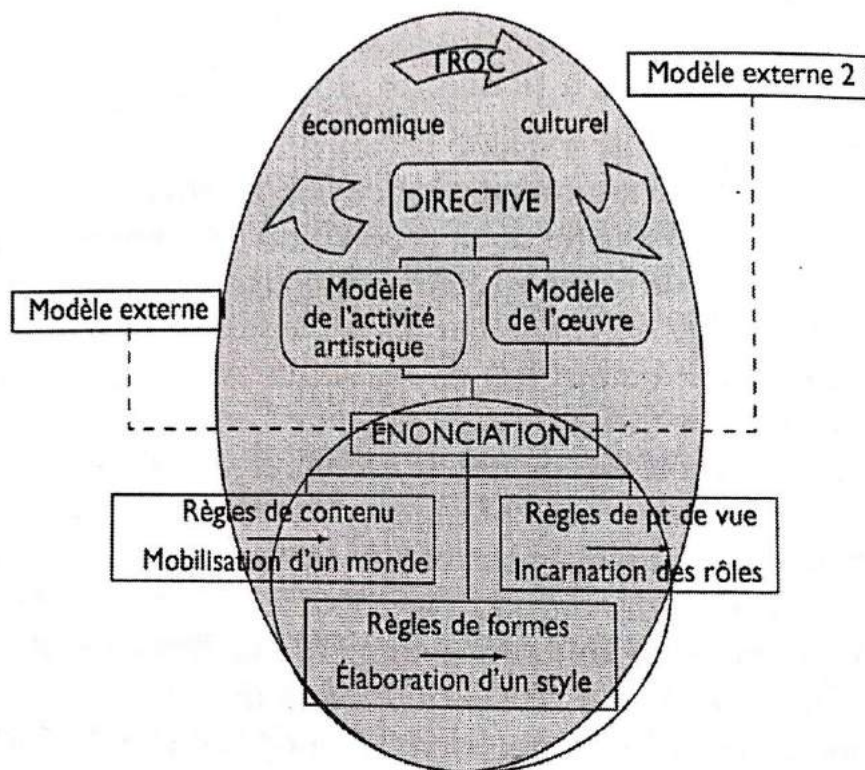 TROC
Modèle externe 2
économique
culturel
DIRECTIVE
Modèle externe
Modèle
de l'activité
artistique
Modèle
de l'œuvre
ÉNONCIATION
Règles de contenu
Mobilisation d'un monde
Règles de pt de vue
Incarnation des rôles
Règles de formes
Élaboration d'un style